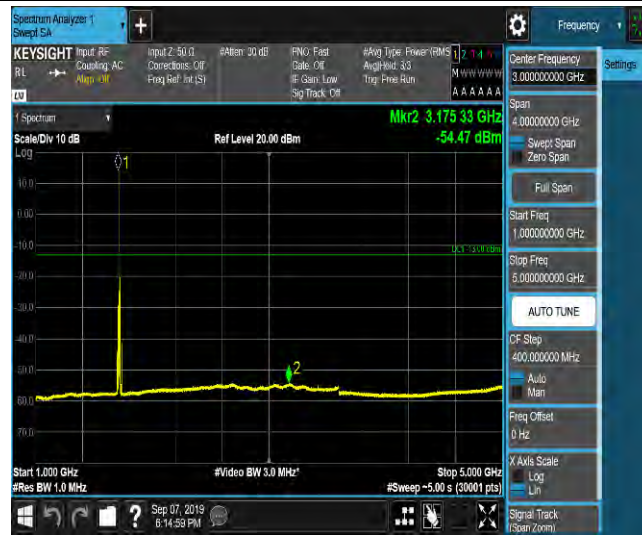 Spectrum Analyzer 1
Swept SA
Frequency
KEYSIGHT
RL
Input: RF
Coupling: AC
Align: Off
Input Z: 50 Ω
Corrections: Off
Freq Ref: Int (S)
#Atten: 30 dB
PNO: Fast
Gate: Off
IF Gain: Low
Sig Track: Off
#Avg Type: Power (RMS
Avg|Hold: 3/3
Trig: Free Run
M W W W W W
A A A A A A
LXI
1 Spectrum
Scale/Div 10 dB
Ref Level 20.00 dBm
Mkr2 3.175 33 GHz
-54.47 dBm
Log
1
10.0
0.00
-10.0
-20.0
-30.0
-40.0
-50.0
-60.0
-70.0
DL1 -13.00 dBm
2
Start 1.000 GHz
#Res BW 1.0 MHz
#Video BW 3.0 MHz*
Stop 5.000 GHz
#Sweep ~5.00 s (30001 pts)
Sep 07, 2019
6:14:59 PM
Center Frequency
3.000000000 GHz
Settings
Span
4.00000000 GHz
Swept Span
Zero Span
Full Span
Start Freq
1.000000000 GHz
Stop Freq
5.000000000 GHz
AUTO TUNE
CF Step
400.000000 MHz
Auto
Man
Freq Offset
0 Hz
X Axis Scale
Log
Lin
Signal Track
(Span Zoom)